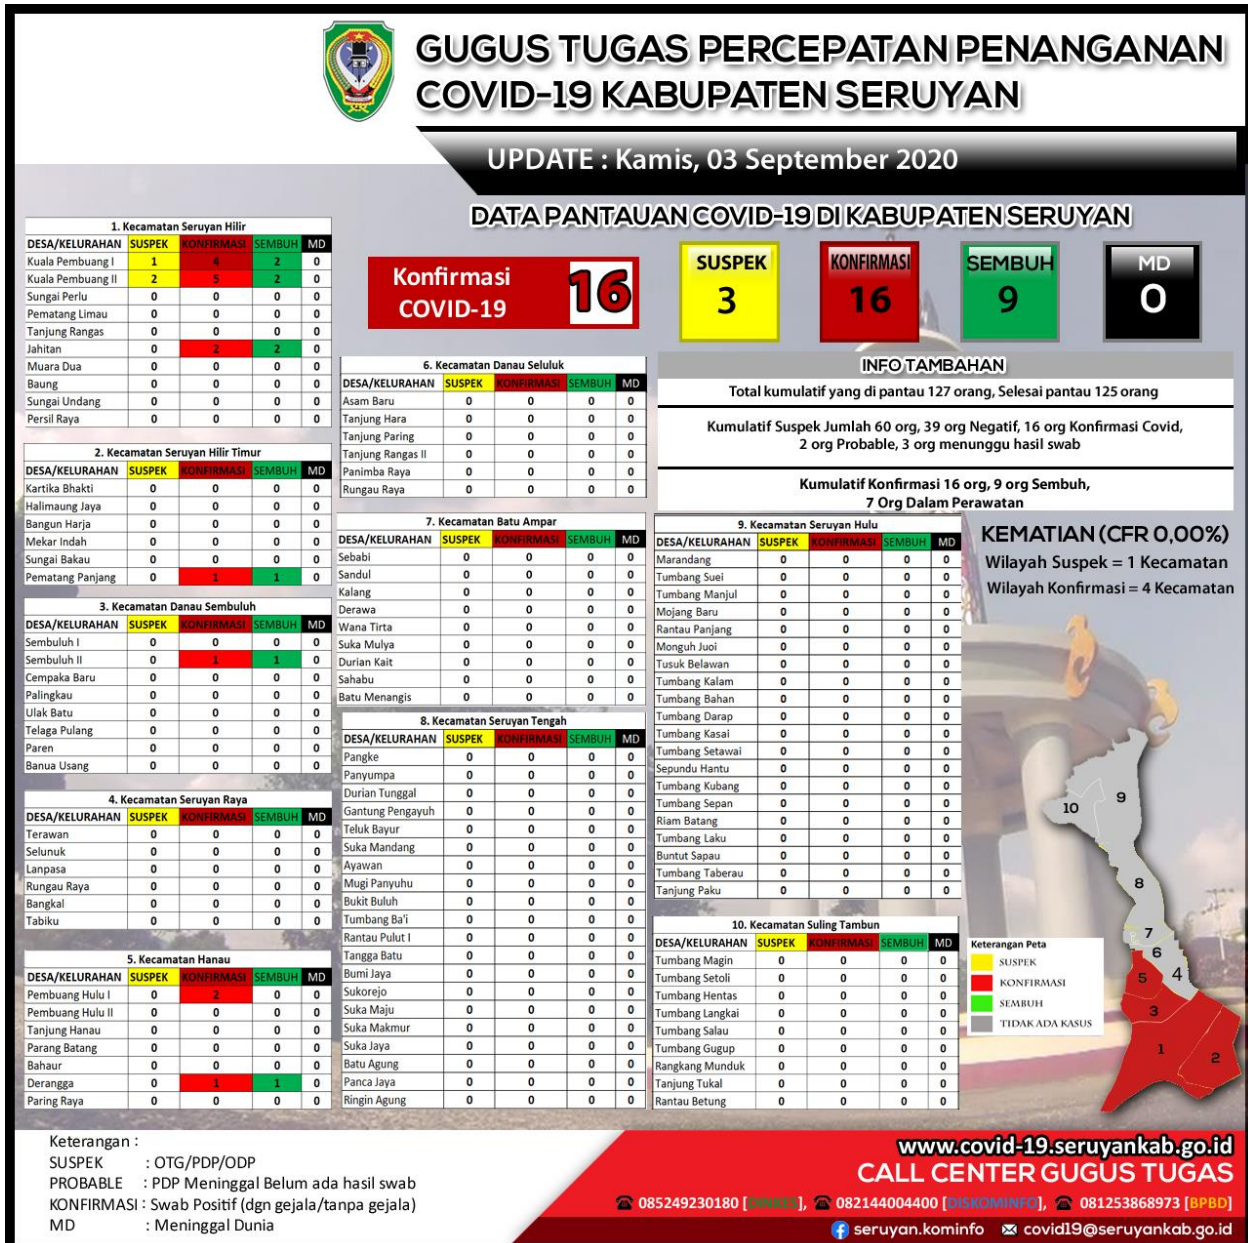 GUGUS TUGAS PERCEPATAN PENANGANAN
COVID-19 KABUPATEN SERUYAN
UPDATE : Kamis, 03 September 2020
DATA PANTAUAN COVID-19 DI KABUPATEN SERUYAN
Konfirmasi
COVID-19
16
SUSPEK
3
KONFIRMASI
16
SEMBUH
9
MD
0
INFO TAMBAHAN
Total kumulatif yang di pantau 127 orang, Selesai pantau 125 orang
Kumulatif Suspek Jumlah 60 org, 39 org Negatif, 16 org Konfirmasi Covid,
2 org Probable, 3 org menunggu hasil swab
Kumulatif Konfirmasi 16 org, 9 org Sembuh,
7 Org Dalam Perawatan
KEMATIAN (CFR 0,00%)
Wilayah Suspek = 1 Kecamatan
Wilayah Konfirmasi = 4 Kecamatan
1. Kecamatan Seruyan Hilir
DESA/KELURAHAN SUSPEK KONFIRMASI SEMBUH MD
Kuala Pembuang I 1 4 2 0
Kuala Pembuang II 2 5 2 0
Sungai Perlu 0 0 0 0
Pematang Limau 0 0 0 0
Tanjung Rangas 0 0 0 0
Jahitan 0 2 2 0
Muara Dua 0 0 0 0
Baung 0 0 0 0
Sungai Undang 0 0 0 0
Persil Raya 0 0 0 0
2. Kecamatan Seruyan Hilir Timur
DESA/KELURAHAN SUSPEK KONFIRMASI SEMBUH MD
Kartika Bhakti 0 0 0 0
Halimaung Jaya 0 0 0 0
Bangun Harja 0 0 0 0
Mekar Indah 0 0 0 0
Sungai Bakau 0 0 0 0
Pematang Panjang 0 1 1 0
3. Kecamatan Danau Sembuluh
DESA/KELURAHAN SUSPEK KONFIRMASI SEMBUH MD
Sembuluh I 0 0 0 0
Sembuluh II 0 1 1 0
Cempaka Baru 0 0 0 0
Palingkau 0 0 0 0
Ulak Batu 0 0 0 0
Telaga Pulang 0 0 0 0
Paren 0 0 0 0
Banua Usang 0 0 0 0
4. Kecamatan Seruyan Raya
DESA/KELURAHAN SUSPEK KONFIRMASI SEMBUH MD
Terawan 0 0 0 0
Selunuk 0 0 0 0
Lanpasa 0 0 0 0
Rungau Raya 0 0 0 0
Bangkal 0 0 0 0
Tabiku 0 0 0 0
5. Kecamatan Hanau
DESA/KELURAHAN SUSPEK KONFIRMASI SEMBUH MD
Pembuang Hulu I 0 2 0 0
Pembuang Hulu II 0 0 0 0
Tanjung Hanau 0 0 0 0
Parang Batang 0 0 0 0
Bahaur 0 0 0 0
Derangga 0 1 1 0
Paring Raya 0 0 0 0
6. Kecamatan Danau Seluluk
DESA/KELURAHAN SUSPEK KONFIRMASI SEMBUH MD
Asam Baru 0 0 0 0
Tanjung Hara 0 0 0 0
Tanjung Paring 0 0 0 0
Tanjung Rangas II 0 0 0 0
Panimba Raya 0 0 0 0
Rungau Raya 0 0 0 0
7. Kecamatan Batu Ampar
DESA/KELURAHAN SUSPEK KONFIRMASI SEMBUH MD
Sebabi 0 0 0 0
Sandul 0 0 0 0
Kalang 0 0 0 0
Derawa 0 0 0 0
Wana Tirta 0 0 0 0
Suka Mulya 0 0 0 0
Durian Kait 0 0 0 0
Sahabu 0 0 0 0
Batu Menangis 0 0 0 0
8. Kecamatan Seruyan Tengah
DESA/KELURAHAN SUSPEK KONFIRMASI SEMBUH MD
Pangke 0 0 0 0
Panyumpa 0 0 0 0
Durian Tunggal 0 0 0 0
Gantung Pengayuh 0 0 0 0
Teluk Bayur 0 0 0 0
Suka Mandang 0 0 0 0
Ayawan 0 0 0 0
Mugi Panyuhu 0 0 0 0
Bukit Buluh 0 0 0 0
Tumbang Ba'i 0 0 0 0
Rantau Pulut I 0 0 0 0
Tangga Batu 0 0 0 0
Bumi Jaya 0 0 0 0
Sukorejo 0 0 0 0
Suka Maju 0 0 0 0
Suka Makmur 0 0 0 0
Suka Jaya 0 0 0 0
Batu Agung 0 0 0 0
Panca Jaya 0 0 0 0
Ringin Agung 0 0 0 0
9. Kecamatan Seruyan Hulu
DESA/KELURAHAN SUSPEK KONFIRMASI SEMBUH MD
Marandang 0 0 0 0
Tumbang Suei 0 0 0 0
Tumbang Manjul 0 0 0 0
Mojang Baru 0 0 0 0
Rantau Panjang 0 0 0 0
Monguh Juoi 0 0 0 0
Tusuk Belawan 0 0 0 0
Tumbang Kalam 0 0 0 0
Tumbang Bahan 0 0 0 0
Tumbang Darap 0 0 0 0
Tumbang Kasai 0 0 0 0
Tumbang Setawai 0 0 0 0
Sepundu Hantu 0 0 0 0
Tumbang Kubang 0 0 0 0
Tumbang Sepan 0 0 0 0
Riam Batang 0 0 0 0
Tumbang Laku 0 0 0 0
Buntut Sapau 0 0 0 0
Tumbang Taberau 0 0 0 0
Tanjung Paku 0 0 0 0
10. Kecamatan Suling Tambun
DESA/KELURAHAN SUSPEK KONFIRMASI SEMBUH MD
Tumbang Magin 0 0 0 0
Tumbang Setoli 0 0 0 0
Tumbang Hentas 0 0 0 0
Tumbang Langkai 0 0 0 0
Tumbang Salau 0 0 0 0
Tumbang Gugup 0 0 0 0
Rangkang Munduk 0 0 0 0
Tanjung Tukal 0 0 0 0
Rantau Betung 0 0 0 0
Keterangan Peta
SUSPEK
KONFIRMASI
SEMBUH
TIDAK ADA KASUS
10
9
8
7
6
5
4
3
1
2
Keterangan :
SUSPEK : OTG/PDP/ODP
PROBABLE : PDP Meninggal Belum ada hasil swab
KONFIRMASI : Swab Positif (dgn gejala/tanpa gejala)
MD : Meninggal Dunia
www.covid-19.seruyankab.go.id
CALL CENTER GUGUS TUGAS
085249230180 [DINKES], 082144004400 [DISKOMINFO], 081253868973 [BPBD]
seruyan.kominfo covid19@seruyankab.go.id